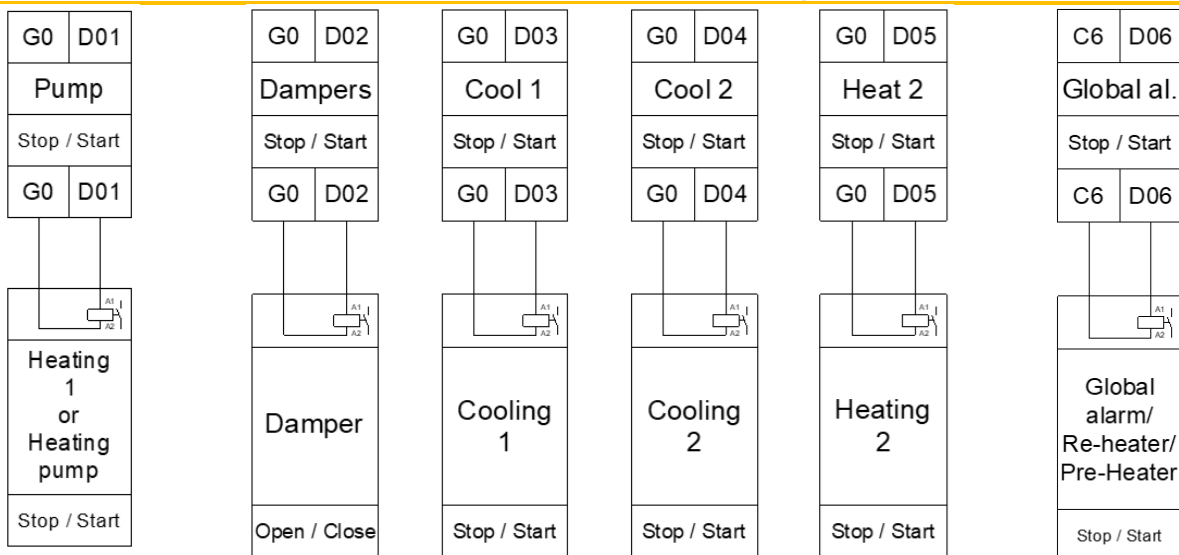 G0 D01
Pump
Stop / Start
G0 D01
A1
A2
Heating
1
or
Heating
pump
Stop / Start
G0 D02
Dampers
Stop / Start
G0 D02
A1
A2
Damper
Open / Close
G0 D03
Cool 1
Stop / Start
G0 D03
A1
A2
Cooling
1
Stop / Start
G0 D04
Cool 2
Stop / Start
G0 D04
A1
A2
Cooling
2
Stop / Start
G0 D05
Heat 2
Stop / Start
G0 D05
A1
A2
Heating
2
Stop / Start
C6 D06
Global al.
Stop / Start
C6 D06
A1
A2
Global
alarm/
Re-heater/
Pre-Heater
Stop / Start